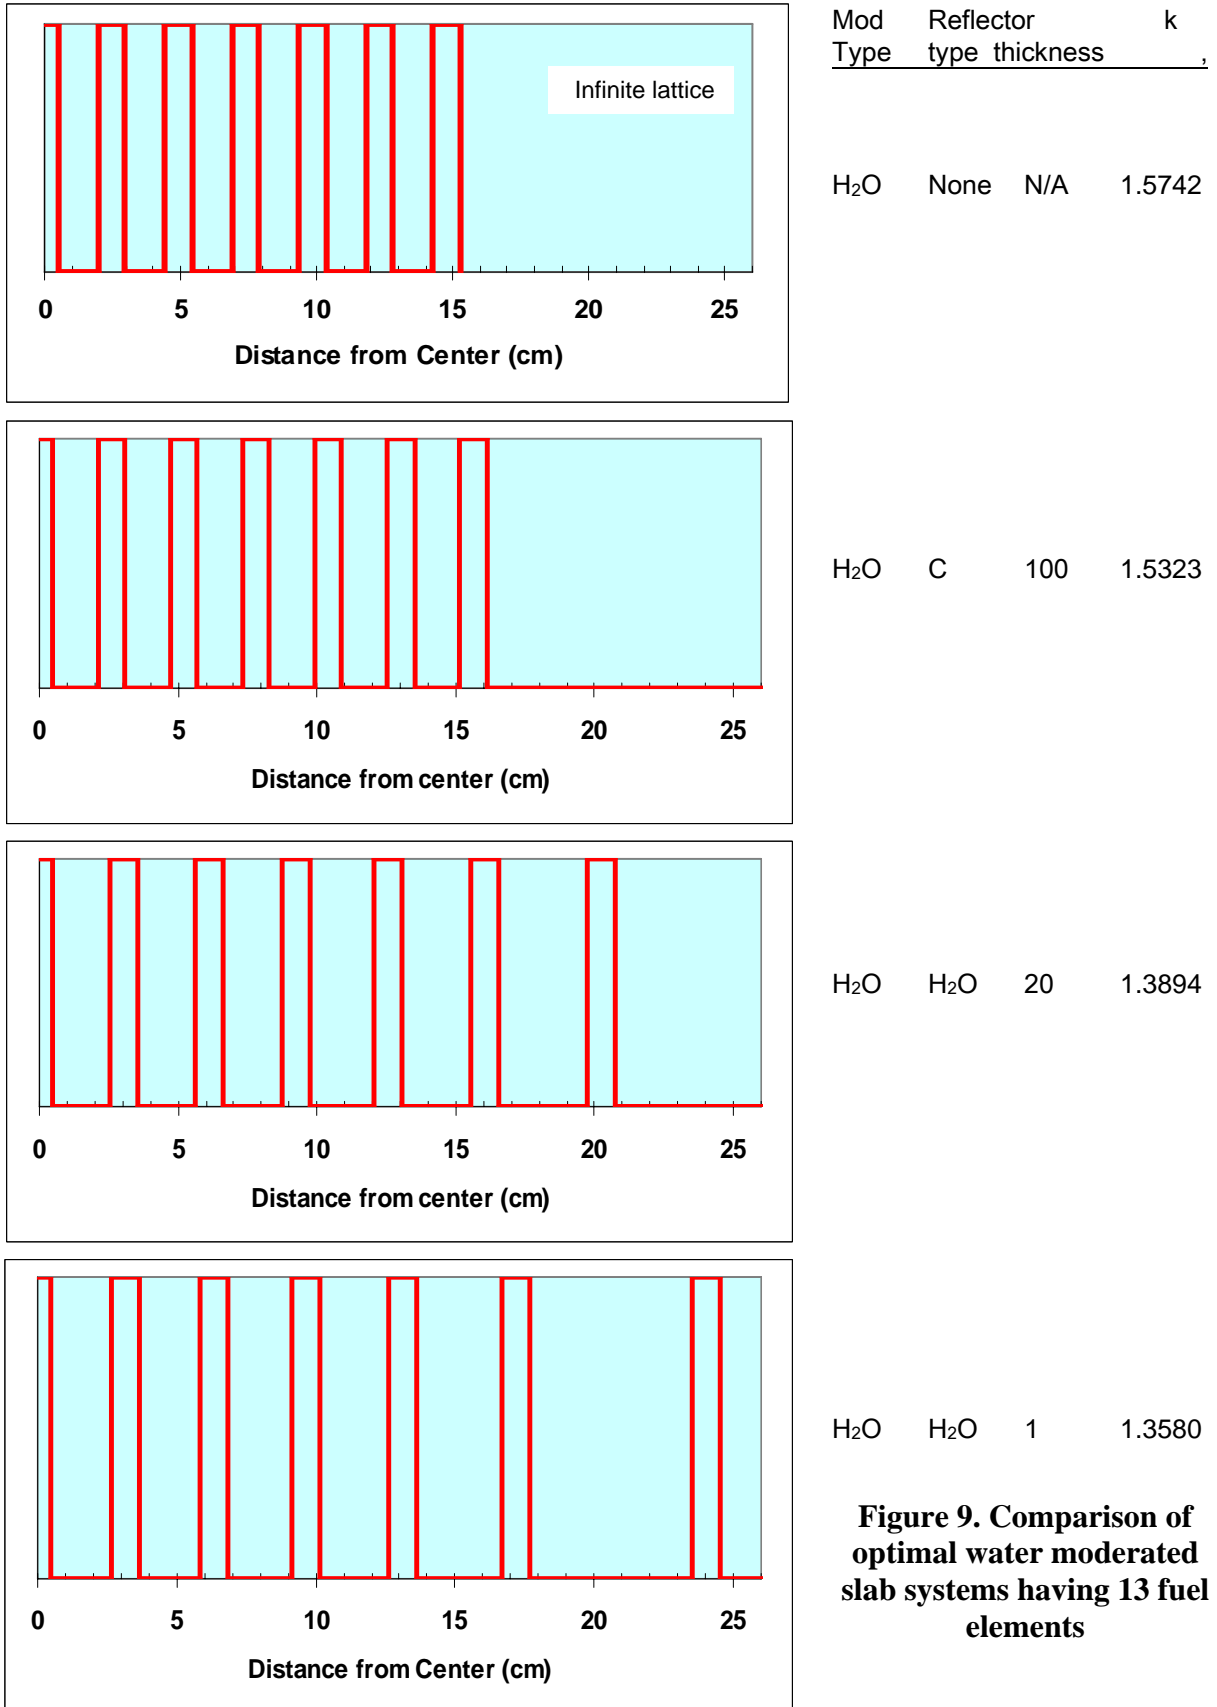 Mod Reflector k
Type type thickness ,
Infinite lattice
H₂O None N/A 1.5742
0 5 10 15 20 25
Distance from Center (cm)
H₂O C 100 1.5323
0 5 10 15 20 25
Distance from center (cm)
H₂O H₂O 20 1.3894
0 5 10 15 20 25
Distance from center (cm)
H₂O H₂O 1 1.3580
0 5 10 15 20 25
Distance from Center (cm)
Figure 9. Comparison of
optimal water moderated
slab systems having 13 fuel
elements